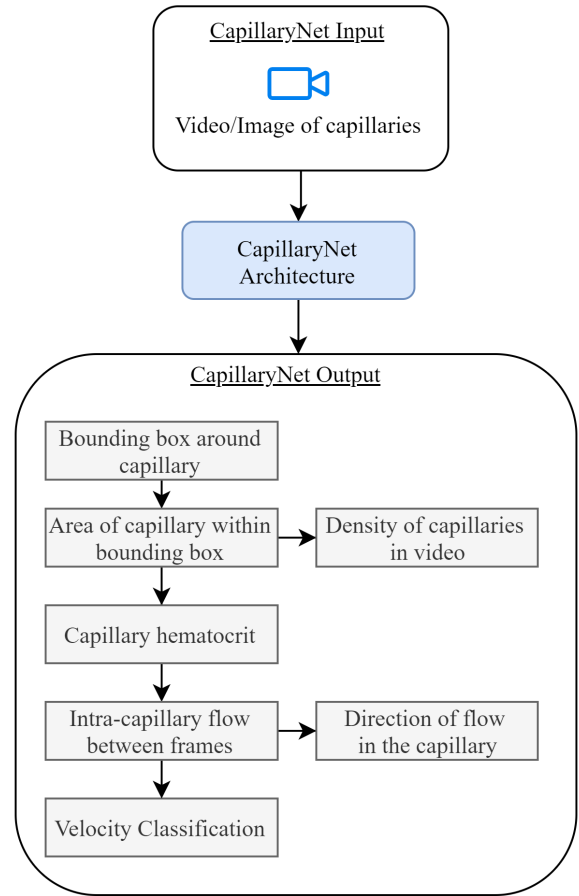 CapillaryNet Input
Video/Image of capillaries
CapillaryNet
Architecture
CapillaryNet Output
Bounding box around
capillary
Area of capillary within
bounding box
Density of capillaries
in video
Capillary hematocrit
Intra-capillary flow
between frames
Direction of flow
in the capillary
Velocity Classification